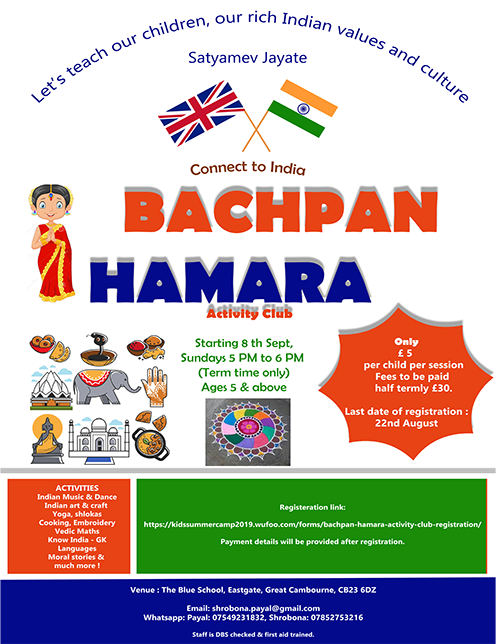 Let's teach our children, our rich Indian values and culture
Satyamev Jayate
Connect to India
BACHPAN
HAMARA
Activity Club
Starting 8 th Sept,
Sundays 5 PM to 6 PM
(Term time only)
Ages 5 & above
Only
£ 5
per child per session
Fees to be paid
half termly £30.
Last date of registration :
22nd August
ACTIVITIES
Indian Music & Dance
Indian art & craft
Yoga, shlokas
Cooking, Embroidery
Vedic Maths
Know India - GK
Languages
Moral stories &
much more !
Registeration link:
https://kidssummercamp2019.wufoo.com/forms/bachpan-hamara-activity-club-registration/
Payment details will be provided after registration.
Venue : The Blue School, Eastgate, Great Cambourne, CB23 6DZ
Email: shrobona.payal@gmail.com
Whatsapp: Payal: 07549231832, Shrobona: 07852753216
Staff is DBS checked & first aid trained.